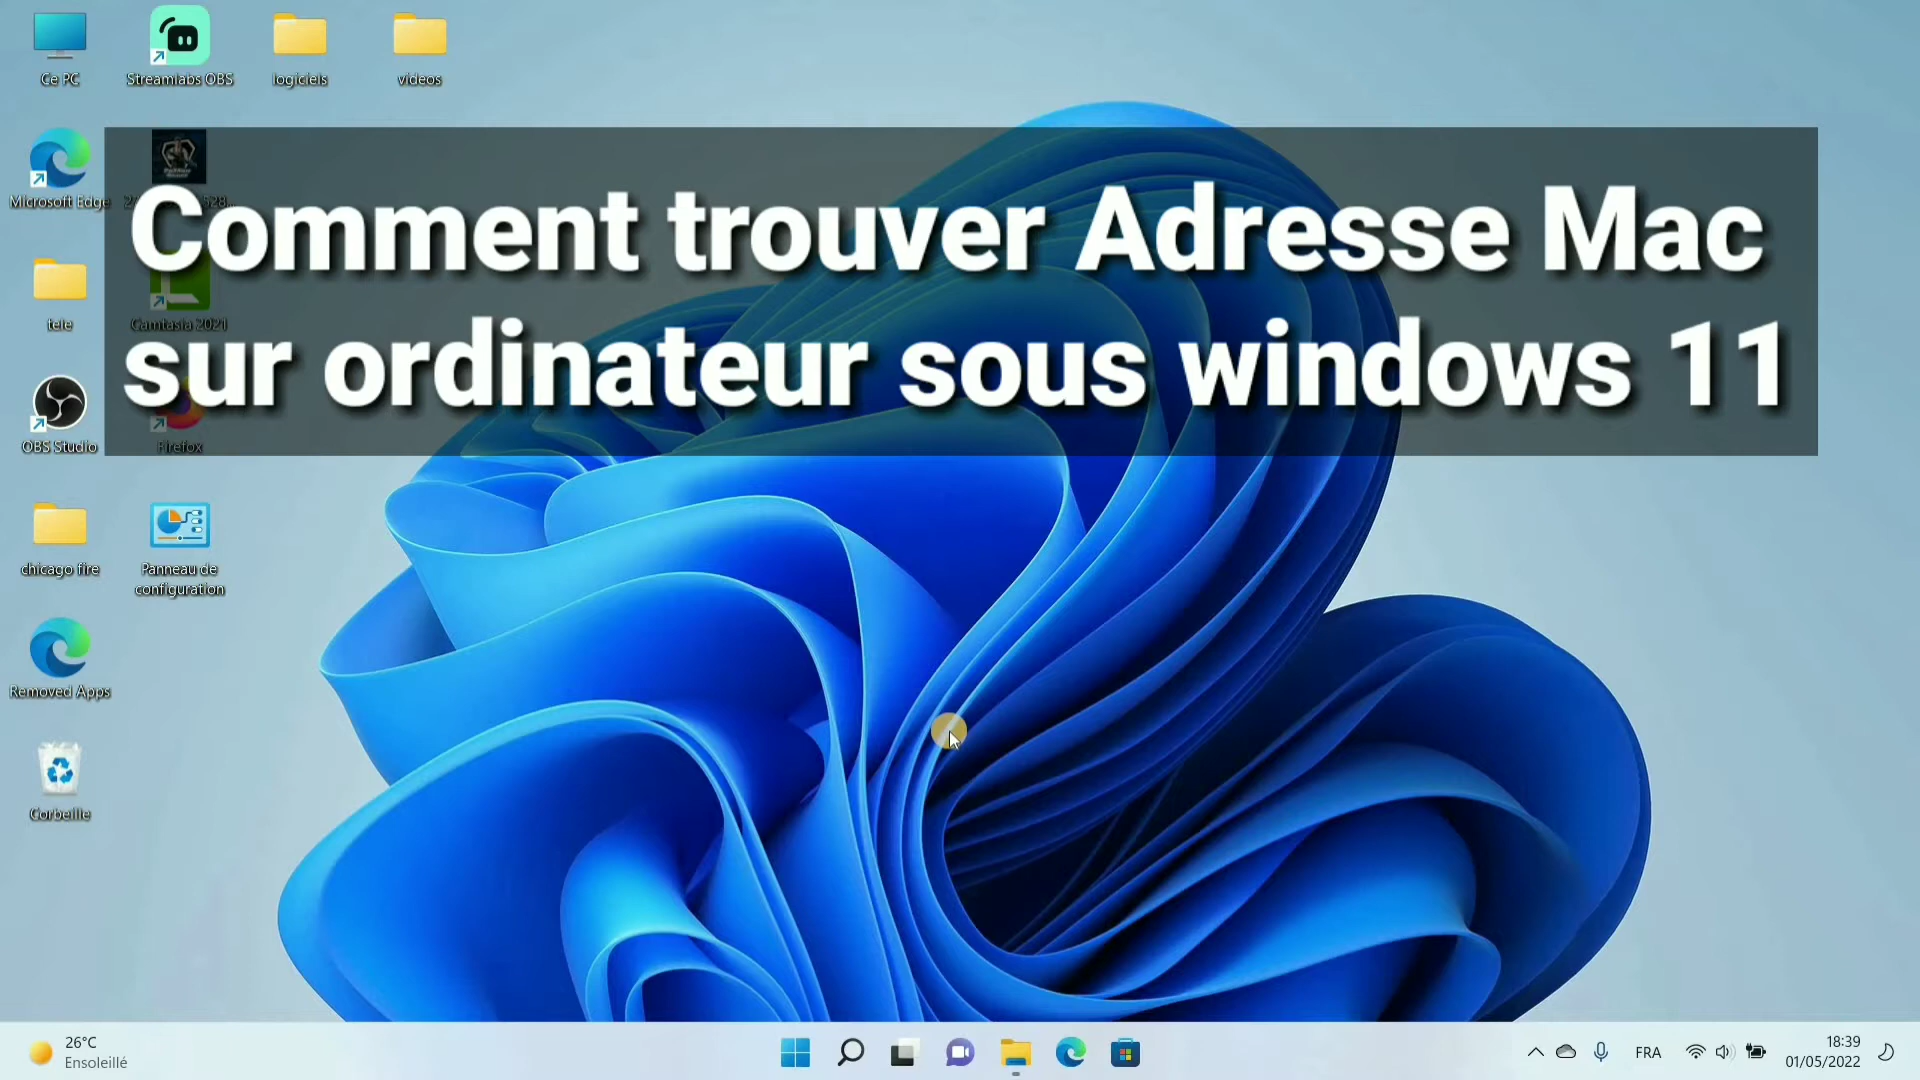 Ce PC
Streamlabs OBS
logiciels
videos
Microsoft Edge
Comment trouver Adresse Mac
sur ordinateur sous windows 11
tele
Camtasia 2021
OBS Studio
Firefox
chicago fire
Panneau de
configuration
Removed Apps
Corbeille
26°C
Ensoleillé
FRA
18:39
01/05/2022